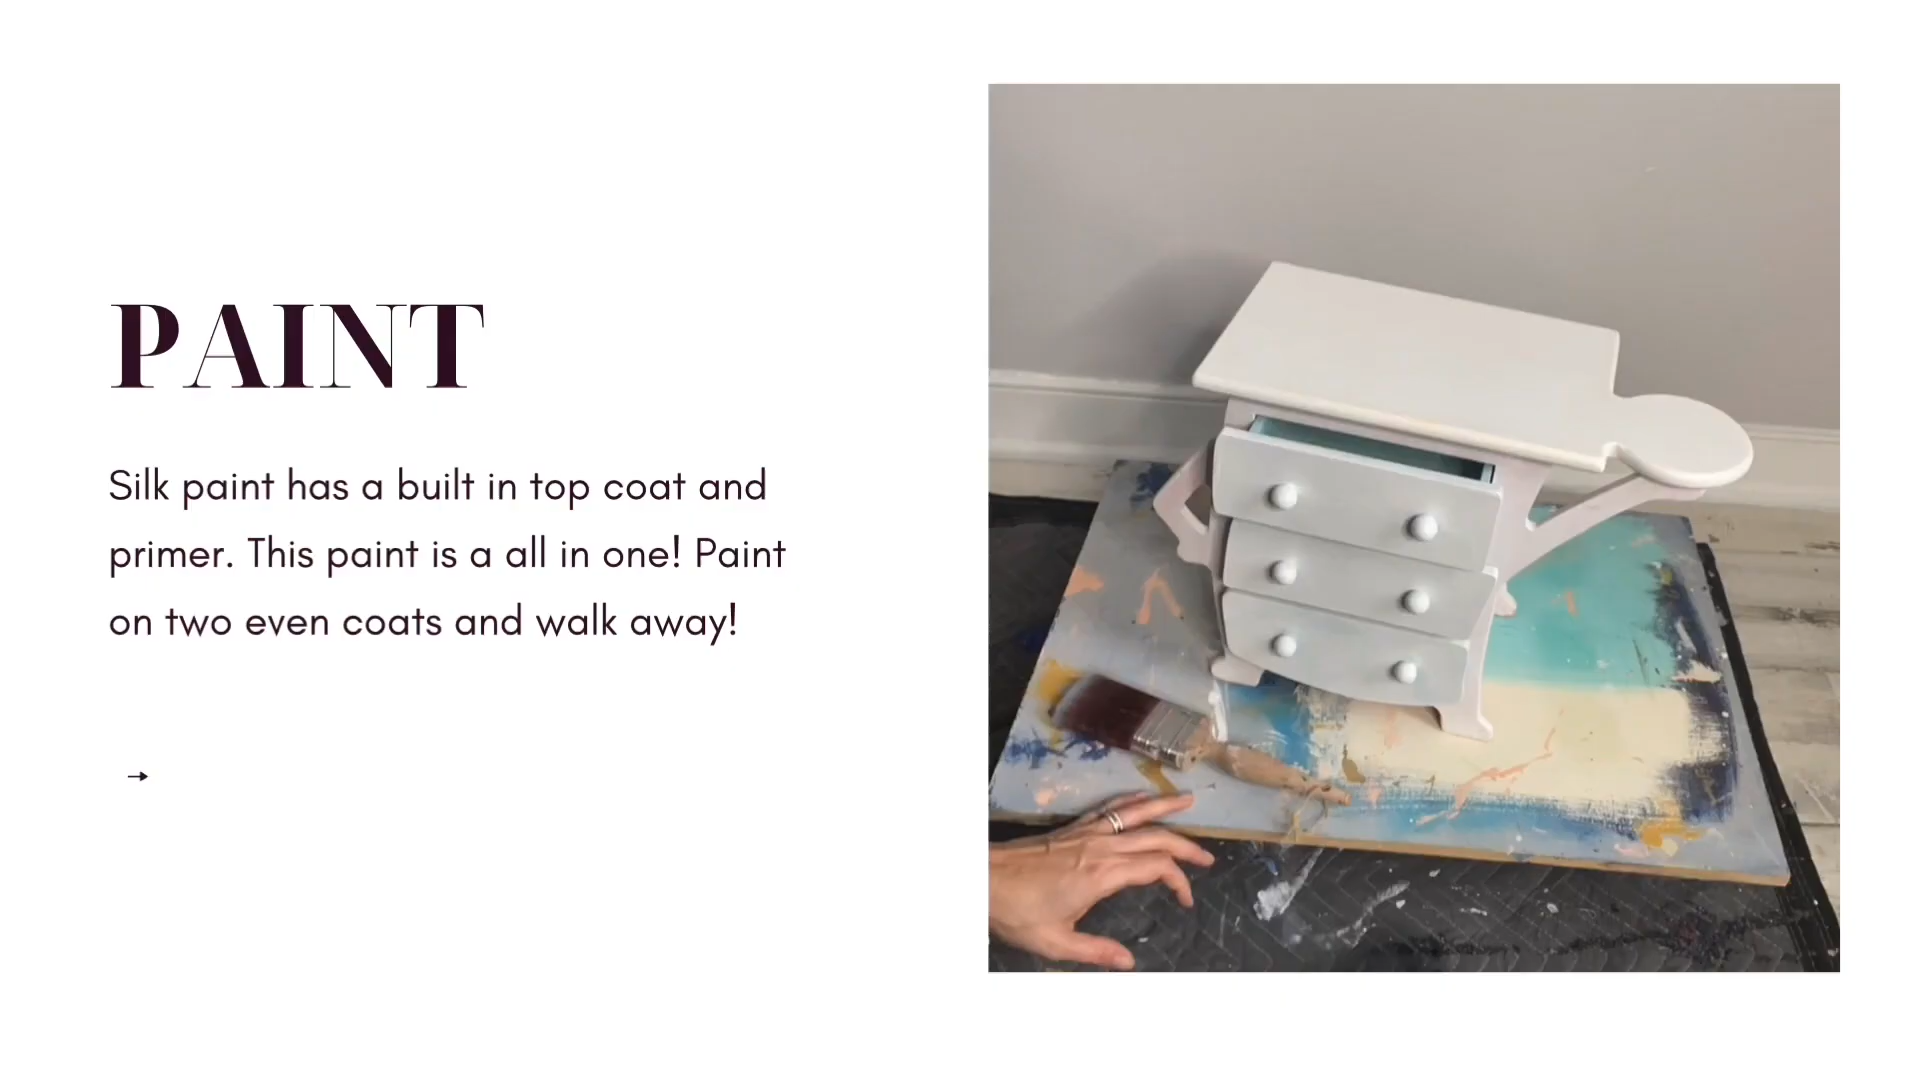 PAINT
Silk paint has a built in top coat and
primer. This paint is a all in one! Paint
on two even coats and walk away!